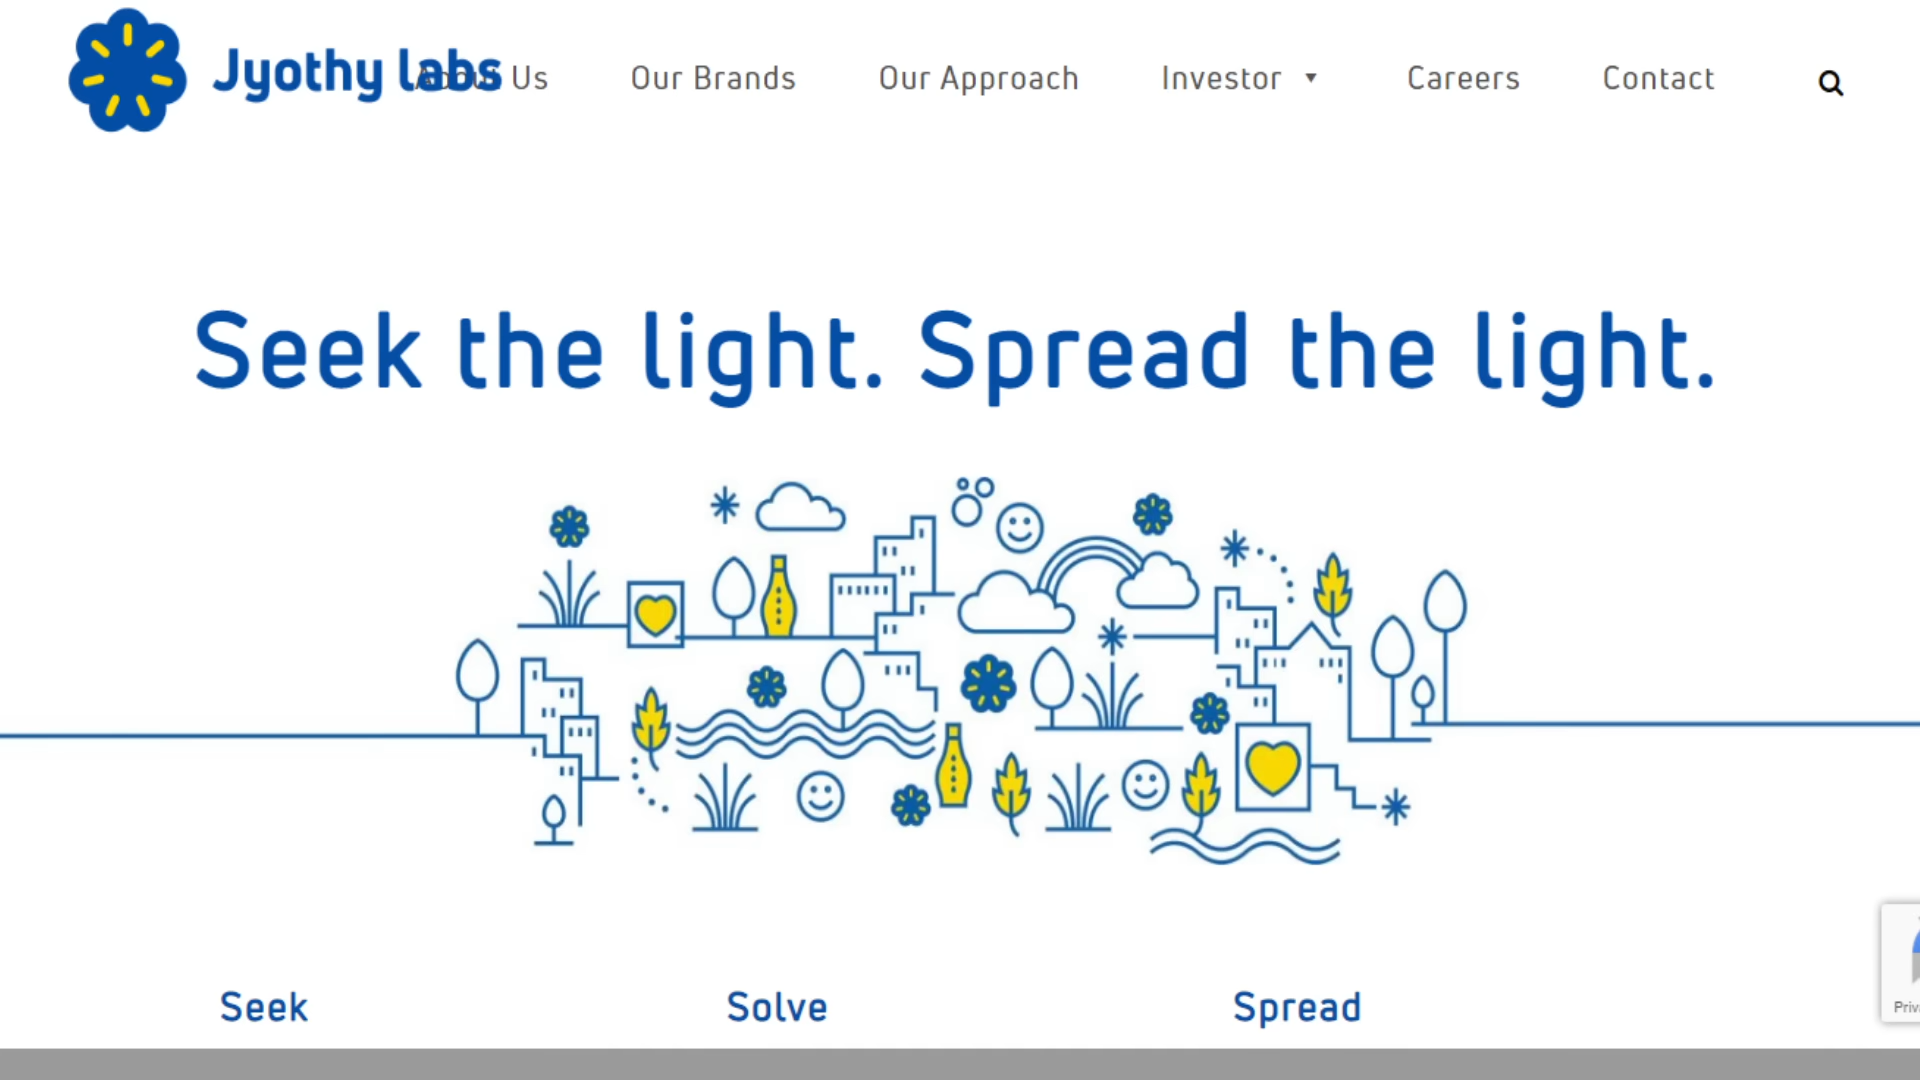 Jyothy labs
About Us
Our Brands
Our Approach
Investor ▼
Careers
Contact
Seek the light. Spread the light.
Seek
Solve
Spread